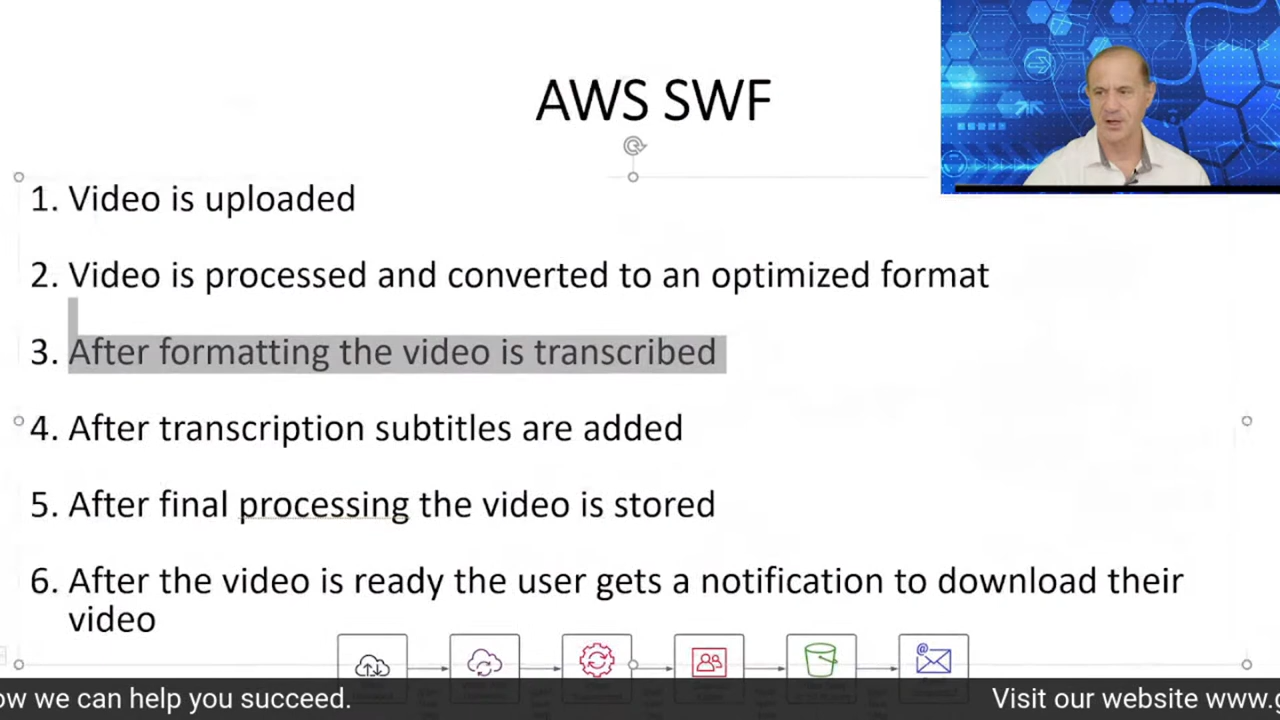 AWS SWF
1. Video is uploaded
2. Video is processed and converted to an optimized format
3. After formatting the video is transcribed
4. After transcription subtitles are added
5. After final processing the video is stored
6. After the video is ready the user gets a notification to download their
video
we can help you succeed.
Visit our website